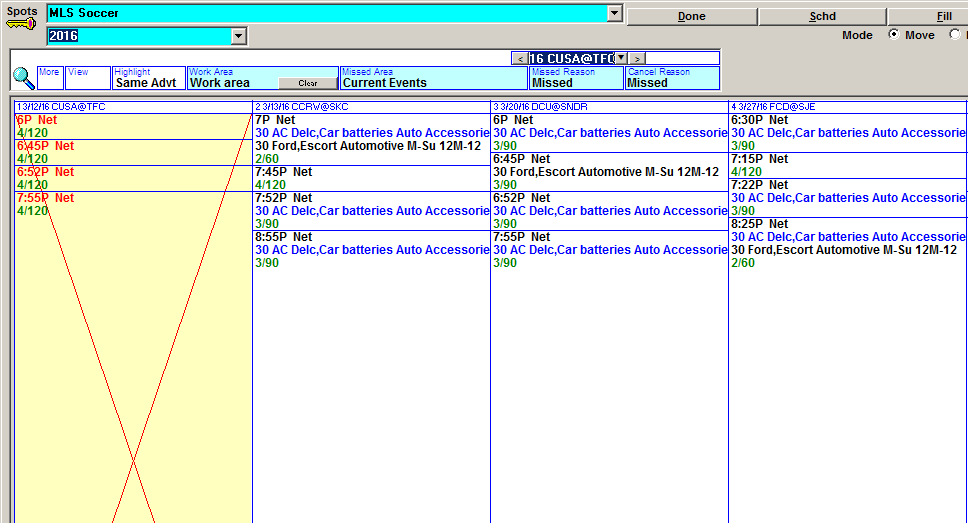 Spots
MLS Soccer
Done
Schd
Fill
2016
Mode
Move
< 16 CUSA@TFC >
More
View
Highlight
Same Advt
Work Area
Work area
Clear
Missed Area
Current Events
Missed Reason
Missed
Cancel Reason
Missed
1 3/12/16 CUSA@TFC
6P Net
4/120
6:45P Net
4/120
6:52P Net
4/120
7:55P Net
4/120
2 3/13/16 CCRW@SKC
7P Net
30 AC Delc,Car batteries Auto Accessorie
30 Ford,Escort Automotive M-Su 12M-12
2/60
7:45P Net
4/120
7:52P Net
30 AC Delc,Car batteries Auto Accessorie
3/90
8:55P Net
30 AC Delc,Car batteries Auto Accessorie
3/90
3 3/20/16 DCU@SNDR
6P Net
30 AC Delc,Car batteries Auto Accessorie
3/90
6:45P Net
30 Ford,Escort Automotive M-Su 12M-12
3/90
6:52P Net
30 AC Delc,Car batteries Auto Accessorie
3/90
7:55P Net
30 AC Delc,Car batteries Auto Accessorie
3/90
4 3/27/16 FCD@SJE
6:30P Net
30 AC Delc,Car batteries Auto Accessorie
3/90
7:15P Net
4/120
7:22P Net
30 AC Delc,Car batteries Auto Accessorie
3/90
8:25P Net
30 AC Delc,Car batteries Auto Accessorie
30 Ford,Escort Automotive M-Su 12M-12
2/60